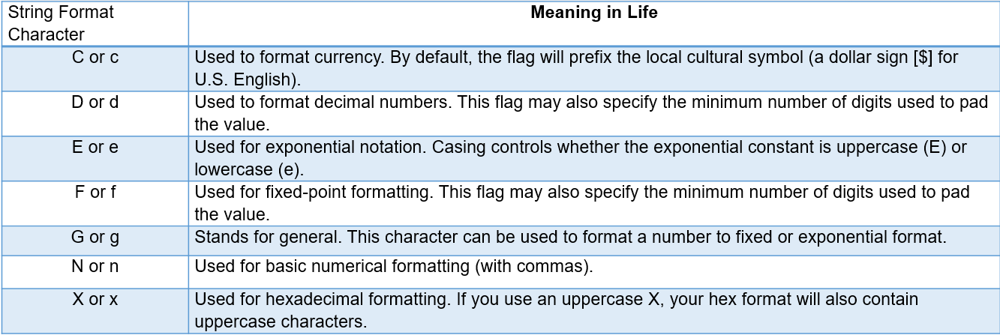 String Format
Character
Meaning in Life
C or c
Used to format currency. By default, the flag will prefix the local cultural symbol (a dollar sign [$] for
U.S. English).
D or d
Used to format decimal numbers. This flag may also specify the minimum number of digits used to pad
the value.
E or e
Used for exponential notation. Casing controls whether the exponential constant is uppercase (E) or
lowercase (e).
F or f
Used for fixed-point formatting. This flag may also specify the minimum number of digits used to pad
the value.
G or g
Stands for general. This character can be used to format a number to fixed or exponential format.
N or n
Used for basic numerical formatting (with commas).
X or x
Used for hexadecimal formatting. If you use an uppercase X, your hex format will also contain
uppercase characters.